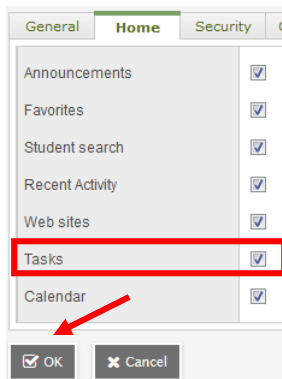 General Home Security
Announcements
Favorites
Student search
Recent Activity
Web sites
Tasks
Calendar
OK Cancel